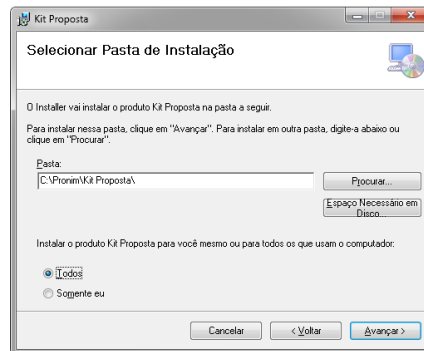 Kit Proposta
Selecionar Pasta de Instalação
O Installer vai instalar o produto Kit Proposta na pasta a seguir.
Para instalar nessa pasta, clique em "Avançar". Para instalar em outra pasta, digite-a abaixo ou
clique em "Procurar".
Pasta:
C:\Pronim\Kit Proposta\
Procurar...
Espaço Necessário em
Disco...
Instalar o produto Kit Proposta para você mesmo ou para todos os que usam o computador:
Todos
Somente eu
Cancelar
< Voltar
Avançar >